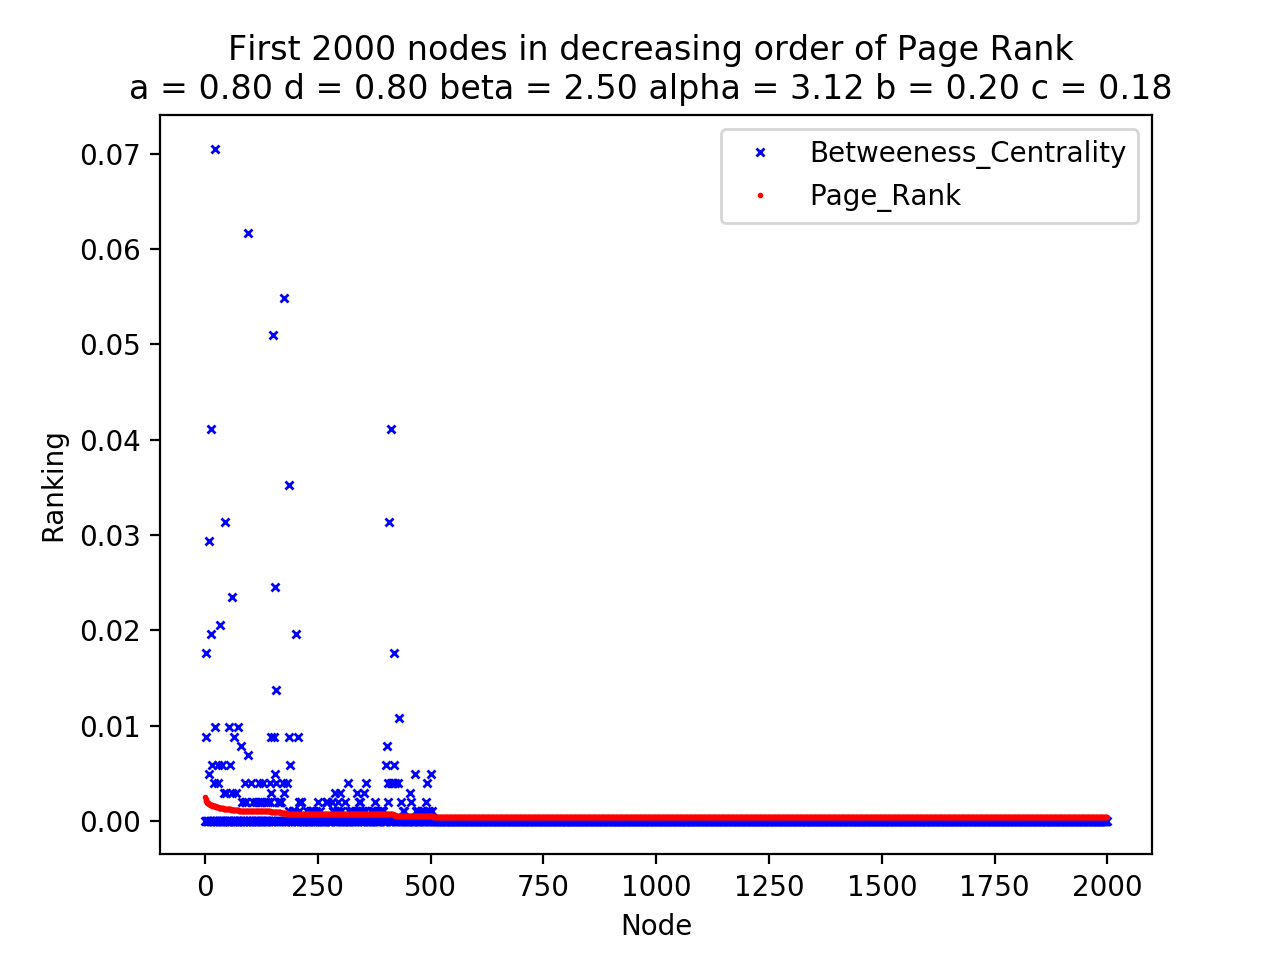 First 2000 nodes in decreasing order of Page Rank
a = 0.80 d = 0.80 beta = 2.50 alpha = 3.12 b = 0.20 c = 0.18
Betweeness_Centrality
Page_Rank
0.07
0.06
0.05
0.04
0.03
0.02
0.01
0.00
Ranking
0 250 500 750 1000 1250 1500 1750 2000
Node